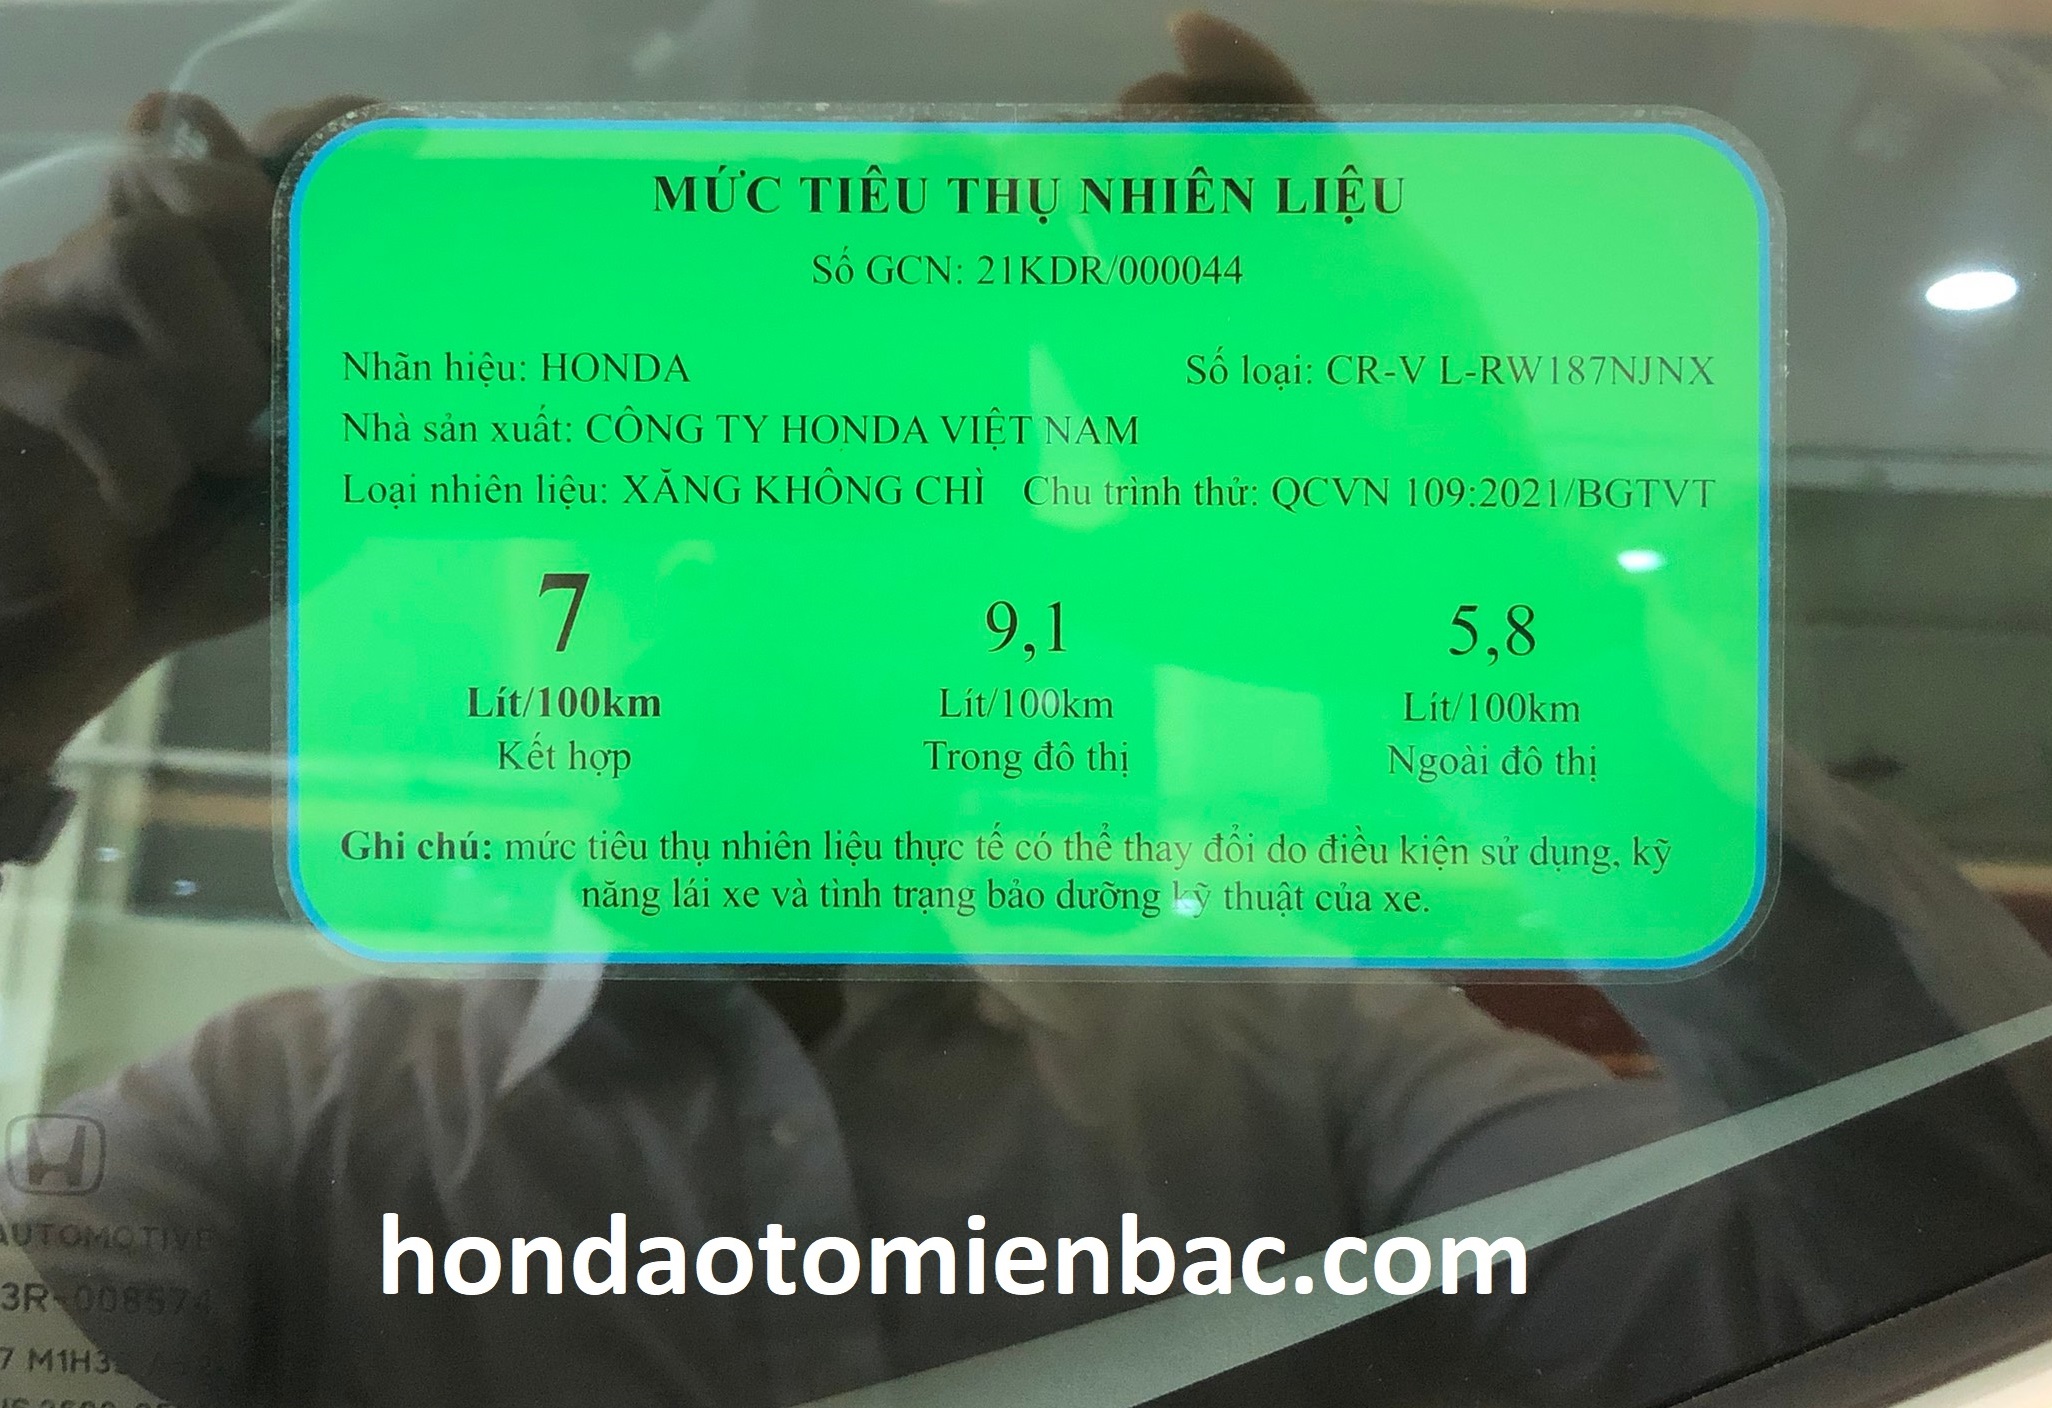 MỨC TIÊU THỤ NHIÊN LIỆU
Số GCN: 21KDR/000044
Nhãn hiệu: HONDA Số loại: CR-V L-RW187NJNX
Nhà sản xuất: CÔNG TY HONDA VIỆT NAM
Loại nhiên liệu: XĂNG KHÔNG CHÌ Chu trình thử: QCVN 109:2021/BGTVT
7 9,1 5,8
Lít/100km Lít/100km Lít/100km
Kết hợp Trong đô thị Ngoài đô thị
Ghi chú: mức tiêu thụ nhiên liệu thực tế có thể thay đổi do điều kiện sử dụng, kỹ
năng lái xe và tình trạng bảo dưỡng kỹ thuật của xe.
AUTOMOTIVE
hondaotomienbac.com